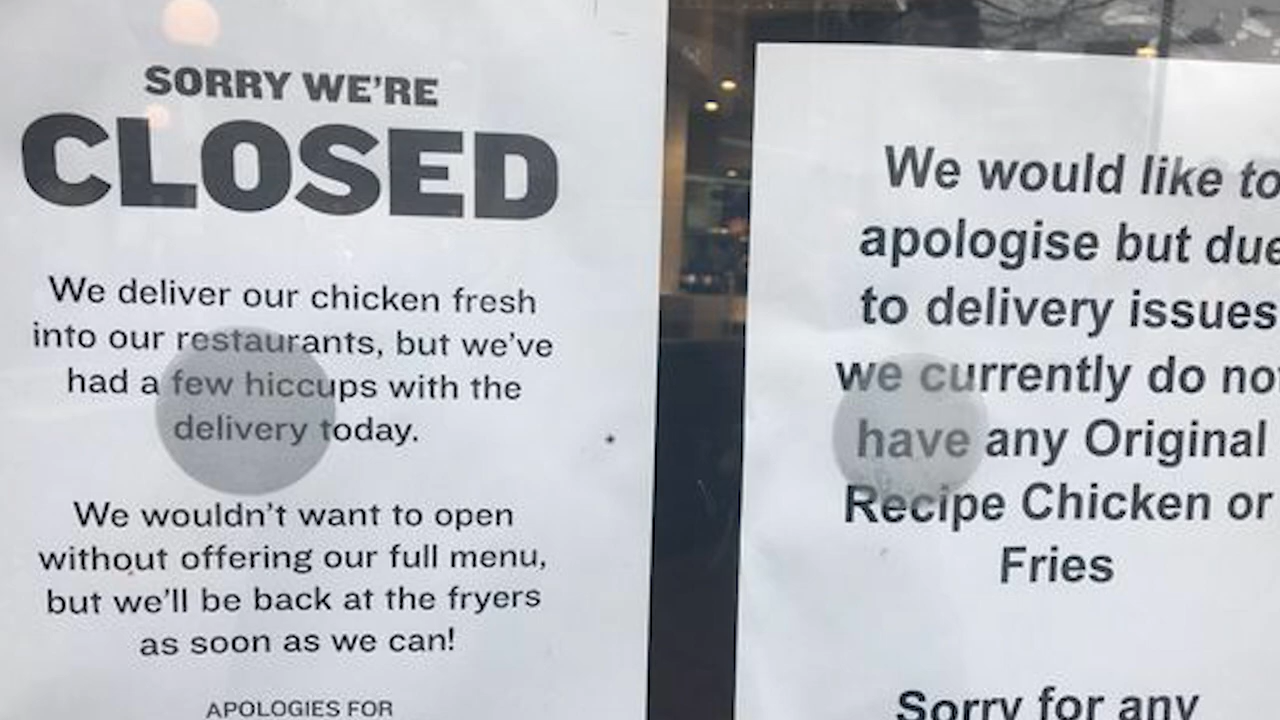 SORRY WE'RE
CLOSED
We deliver our chicken fresh
into our restaurants, but we've
had a few hiccups with the
delivery today.
We wouldn't want to open
without offering our full menu,
but we'll be back at the fryers
as soon as we can!
APOLOGIES FOR
We would like to
apologise but due
to delivery issues
we currently do not
have any Original
Recipe Chicken or
Fries
Sorry for any